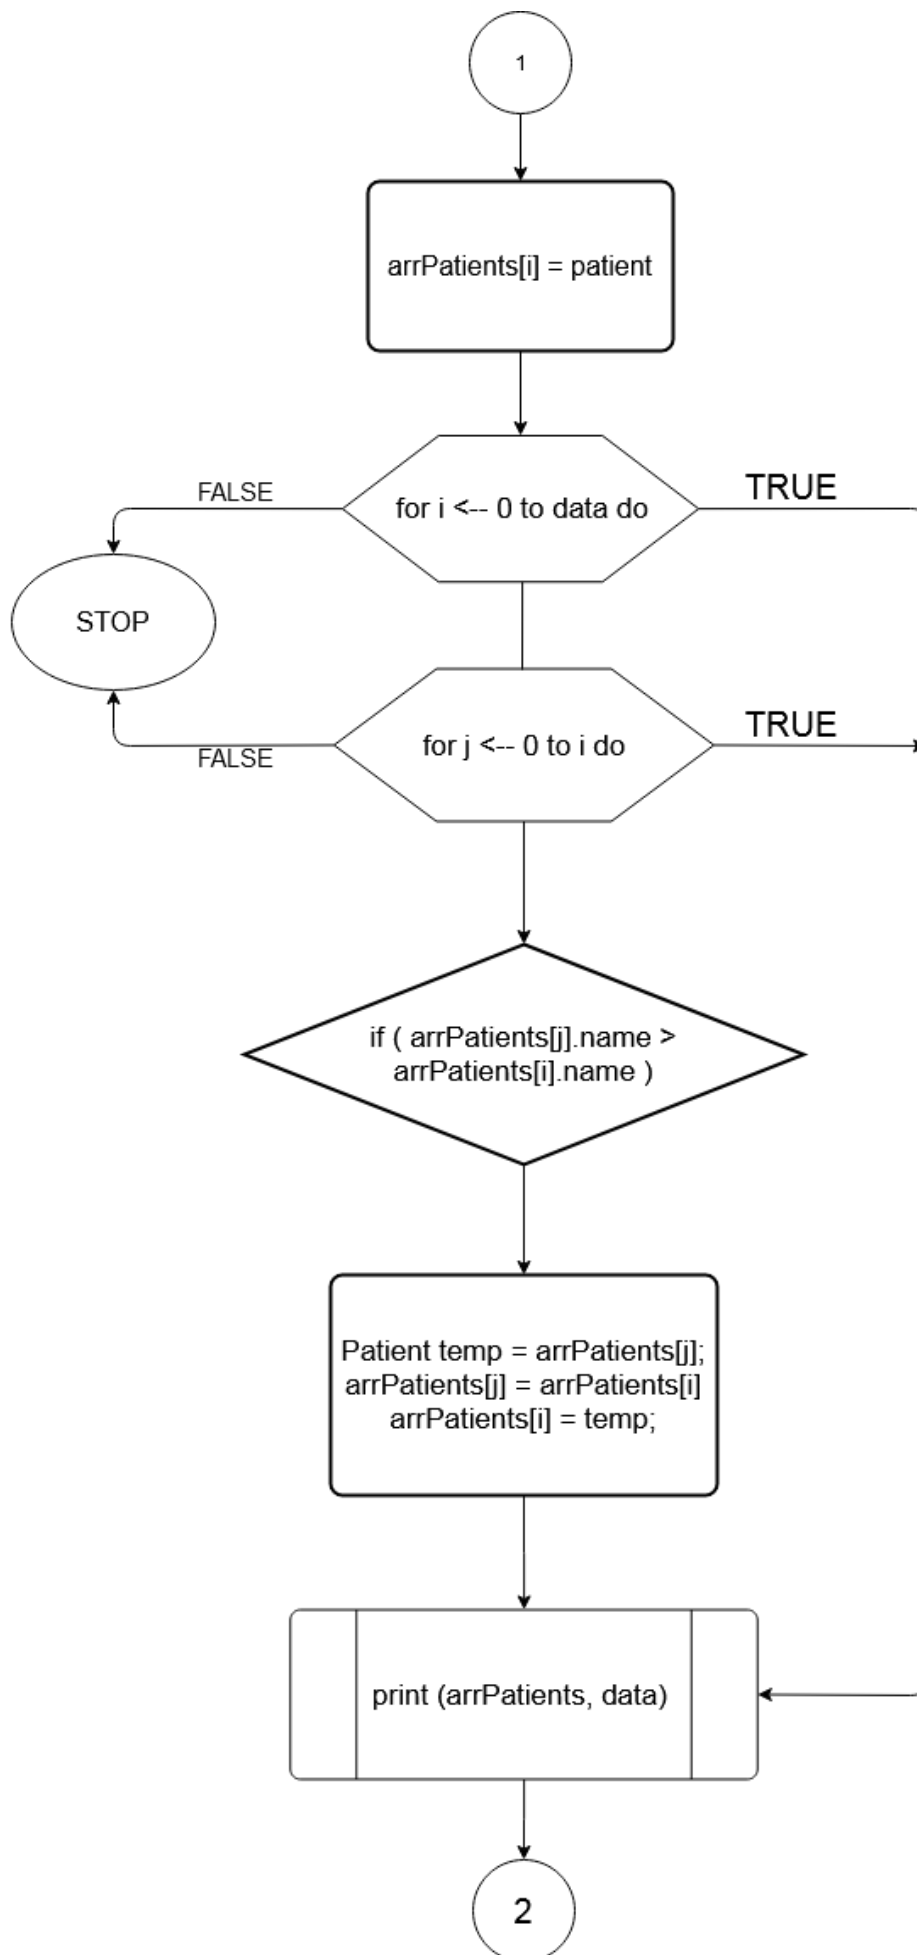 1
arrPatients[i] = patient
FALSE
TRUE
for i <-- 0 to data do
STOP
TRUE
for j <-- 0 to i do
FALSE
if ( arrPatients[j].name >
arrPatients[i].name )
Patient temp = arrPatients[j];
arrPatients[j] = arrPatients[i]
arrPatients[i] = temp;
print (arrPatients, data)
2